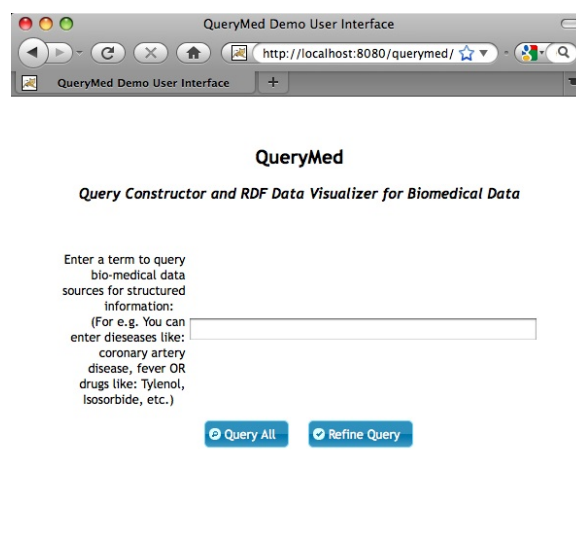 QueryMed Demo User Interface
http://localhost:8080/querymed/
QueryMed Demo User Interface +
QueryMed
Query Constructor and RDF Data Visualizer for Biomedical Data
Enter a term to query
bio-medical data
sources for structured
information:
(For e.g. You can
enter dieseases like:
coronary artery
disease, fever OR
drugs like: Tylenol,
Isosorbide, etc.)
Query All
Refine Query